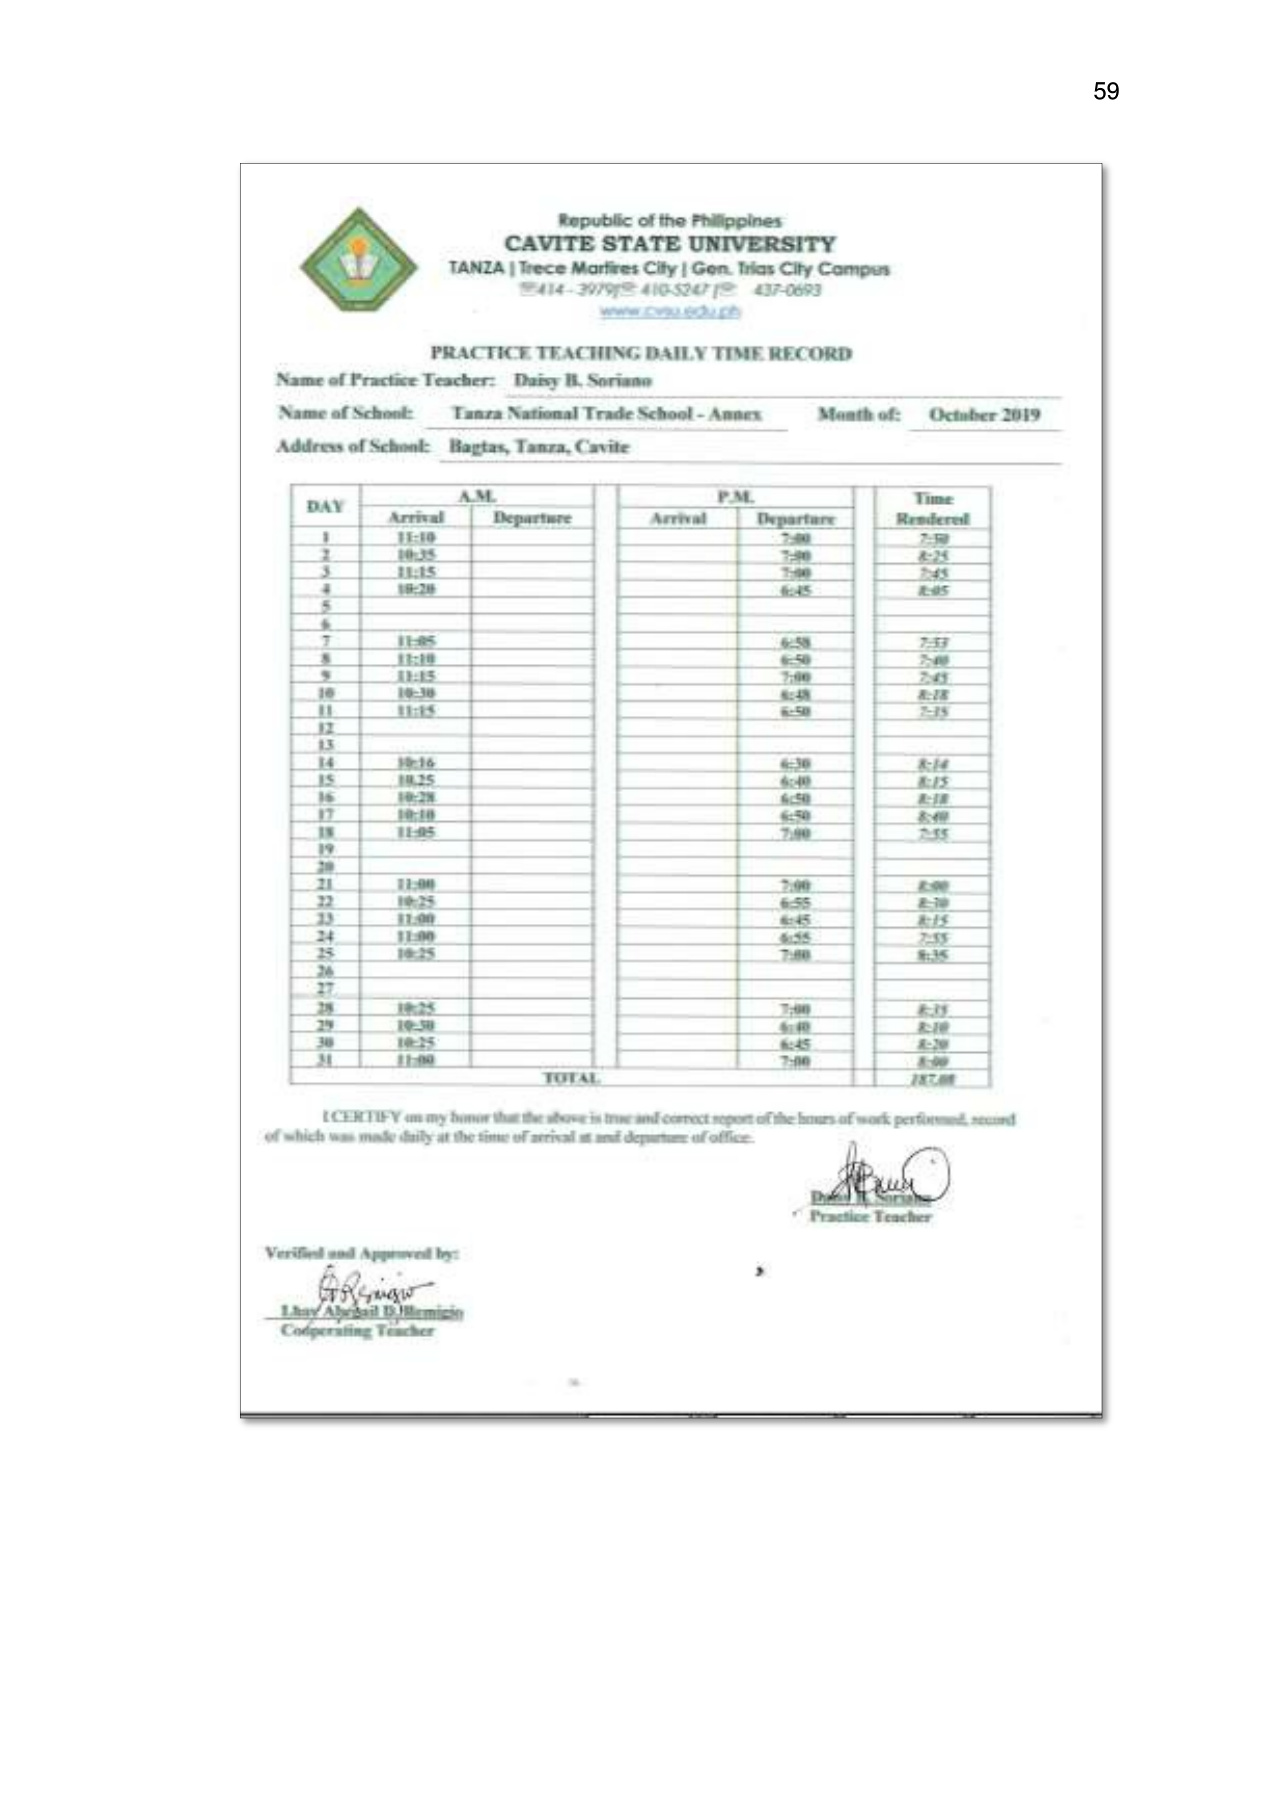 59
Republic of the Philippines
CAVITE STATE UNIVERSITY
TANZA | Trece Martires City | Gen. Trias City Campus
☏414 - 3979|☏ 410-5247 |☏ 437-0693
www.cvsu.edu.ph
PRACTICE TEACHING DAILY TIME RECORD
Name of Practice Teacher: Daisy B. Soriano
Name of School: Tanza National Trade School - Annex Month of: October 2019
Address of School: Bagtas, Tanza, Cavite
DAY A.M. P.M. Time Rendered
Arrival Departure Arrival Departure
1 11:10 7:00 7:50
2 10:35 7:00 8:25
3 11:15 7:00 7:45
4 10:20 6:45 8:05
5
6
7 11:05 6:58 7:53
8 11:10 6:50 7:40
9 11:15 7:00 7:45
10 10:30 6:48 8:18
11 11:15 6:50 7:35
12
13
14 10:16 6:30 8:14
15 10.25 6:40 8:15
16 10:28 6:50 8:18
17 10:10 6:50 8:40
18 11:05 7:00 7:55
19
20
21 11:00 7:00 8:00
22 10:25 6:55 8:30
23 11:00 6:45 8:15
24 11:00 6:55 7:55
25 10:25 7:00 8:35
26
27
28 10:25 7:00 8:35
29 10:30 6:40 8:10
30 10:25 6:45 8:20
31 11:00 7:00 8:00
TOTAL 187.08
I CERTIFY on my honor that the above is true and correct report of the hours of work performed, record
of which was made daily at the time of arrival at and departure of office.
Daisy B. Soriano
Practice Teacher
Verified and Approved by:
Lhay Abegail D. Remigio
Cooperating Teacher